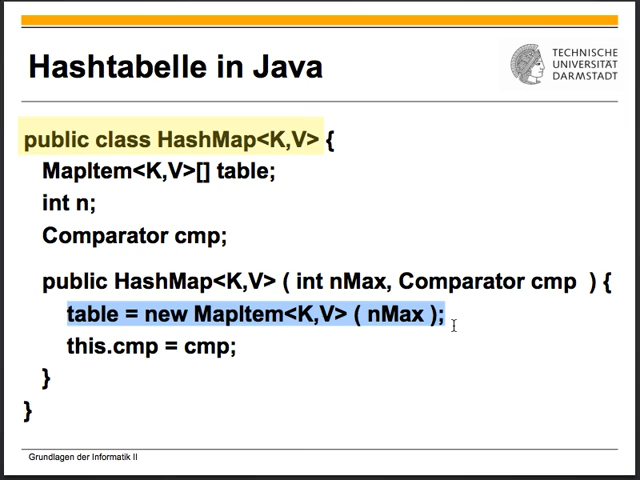 Hashtabelle in Java
TECHNISCHE
UNIVERSITÄT
DARMSTADT
public class HashMap<K,V> {
MapItem<K,V>[] table;
int n;
Comparator cmp;
public HashMap<K,V> ( int nMax, Comparator cmp ) {
table = new MapItem<K,V> ( nMax );
this.cmp = cmp;
}
}
Grundlagen der Informatik II